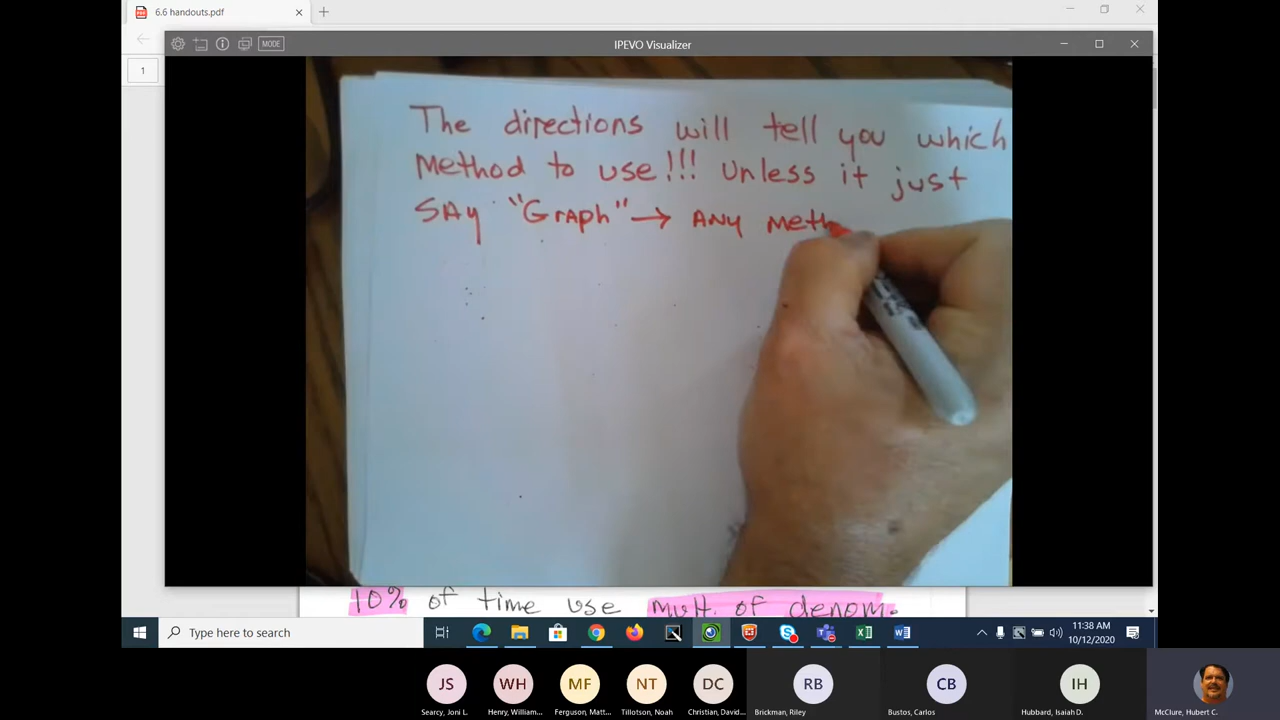 6.6 handouts.pdf
MODE
IPEVO Visualizer
1
The directions will tell you which
Method to use!!! Unless it just
SAy "GrAph" → ANy Meth
10% of time use mult. of denom.
Type here to search
11:38 AM
10/12/2020
JS
WH
MF
NT
DC
RB
CB
IH
Searcy, Joni L.
Henry, William...
Ferguson, Matt...
Tillotson, Noah
Christian, David...
Brickman, Riley
Bustos, Carlos
Hubbard, Isaiah D.
McClure, Hubert C.